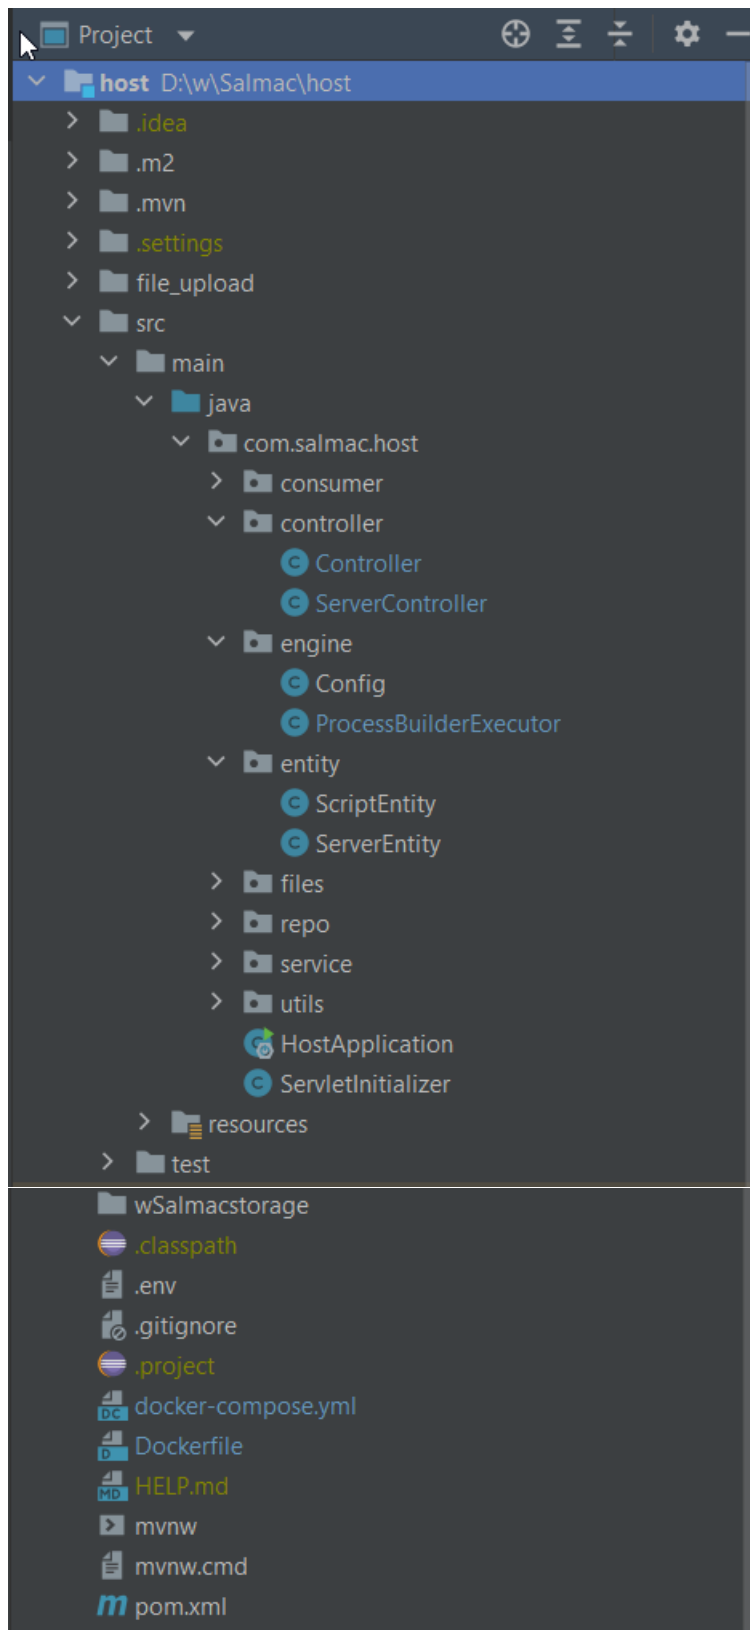 Project
host D:\w\Salmac\host
.idea
.m2
.mvn
.settings
file_upload
src
main
java
com.salmac.host
consumer
controller
C Controller
C ServerController
engine
C Config
C ProcessBuilderExecutor
entity
C ScriptEntity
C ServerEntity
files
repo
service
utils
HostApplication
C ServletInitializer
resources
test
wSalmacstorage
.classpath
.env
.gitignore
.project
DC docker-compose.yml
D Dockerfile
MD HELP.md
mvnw
mvnw.cmd
m pom.xml